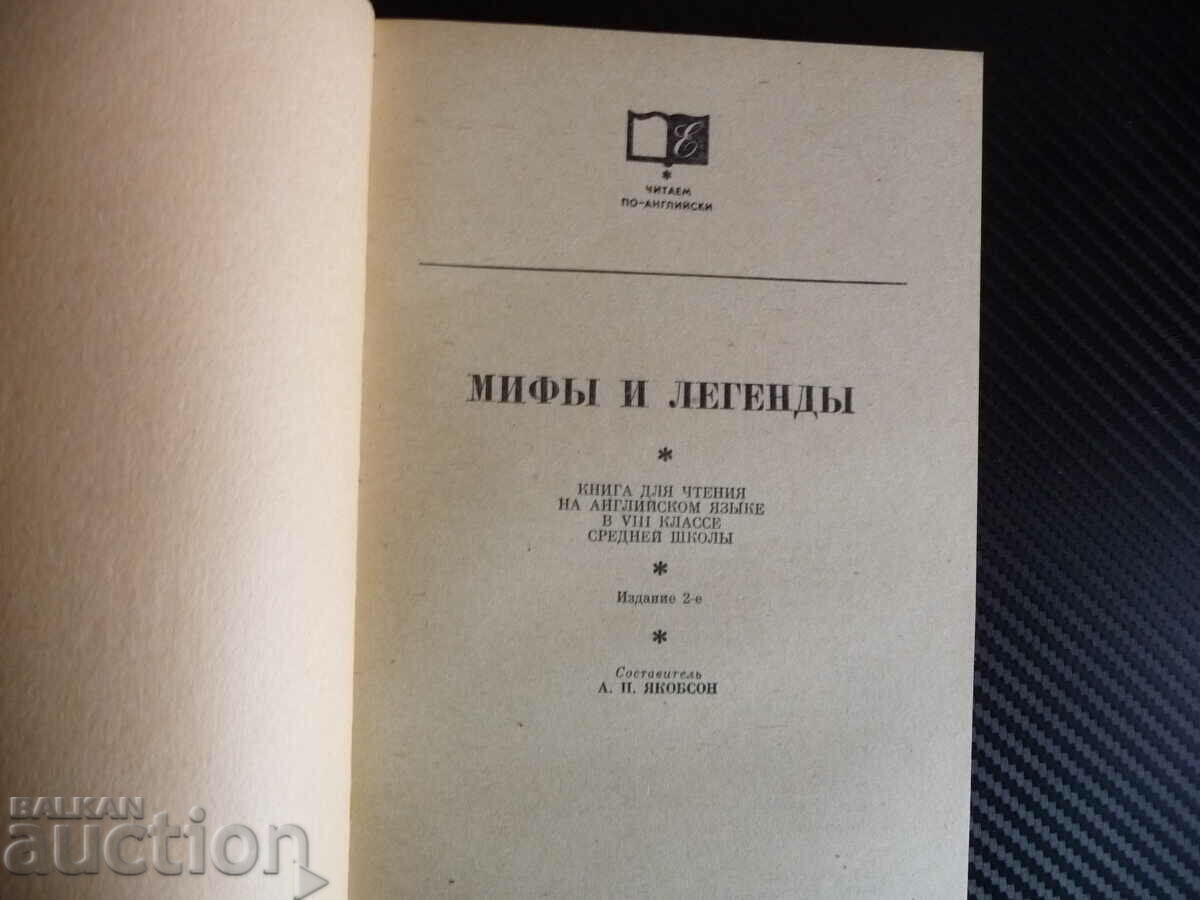 Е
ЧИТАЕМ
ПО-АНГЛИЙСКИ
МИФЫ И ЛЕГЕНДЫ
*
КНИГА ДЛЯ ЧТЕНИЯ
НА АНГЛИЙСКОМ ЯЗЫКЕ
В VIII КЛАССЕ
СРЕДНЕЙ ШКОЛЫ
*
Издание 2-е
*
Составитель
А. И. ЯКОБСОН
BALKAN
auction